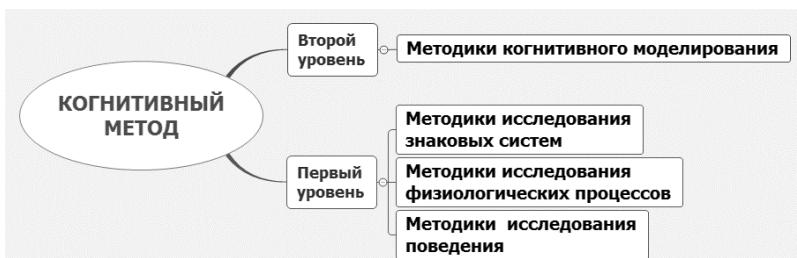 Второй
уровень
Методики когнитивного моделирования
КОГНИТИВНЫЙ
МЕТОД
Методики исследования
знаковых систем
Первый
уровень
Методики исследования
физиологических процессов
Методики исследования
поведения